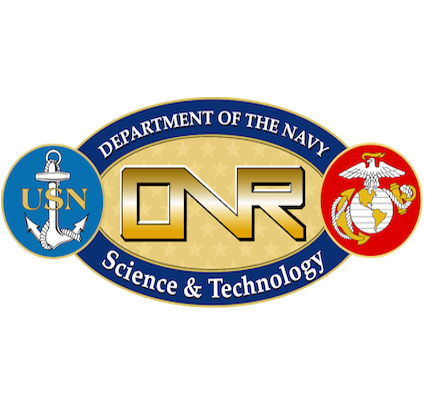 DEPARTMENT OF THE NAVY
USN
ONR
Science & Technology